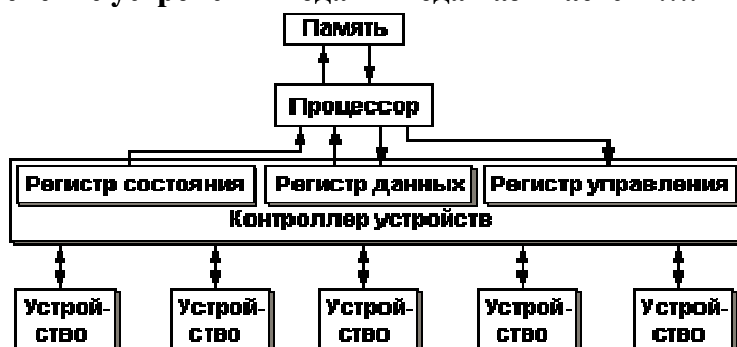 Память
Процессор
Регистр состояния Регистр данных Регистр управления
Контроллер устройств
Устрой- Устрой- Устрой- Устрой- Устрой-
ство ство ство ство ство